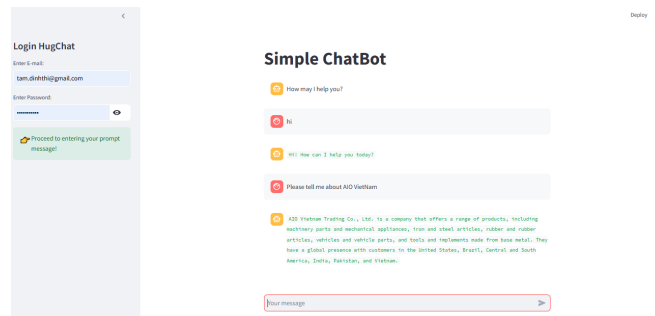 Deploy
Login HugChat
Enter E-mail:
tam.dinhthi@gmail.com
Enter Password:
Proceed to entering your prompt
message!
Simple ChatBot
How may I help you?
hi
Hi! How can I help you today?
Please tell me about AIO VietNam
AIO Vietnam Trading Co., Ltd. is a company that offers a range of products, including
machinery parts and mechanical appliances, iron and steel articles, rubber and rubber
articles, vehicles and vehicle parts, and tools and implements made from base metal. They
have a global presence with customers in the United States, Brazil, Central and South
America, India, Pakistan, and Vietnam.
Your message